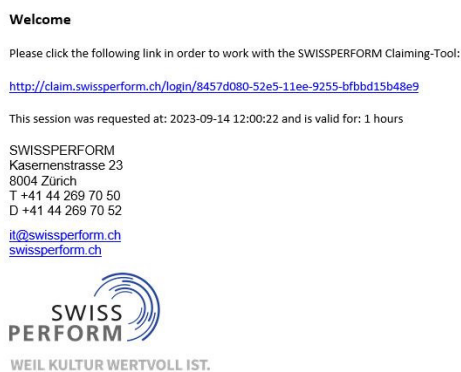 Welcome
Please click the following link in order to work with the SWISSPERFORM Claiming-Tool:
http://claim.swissperform.ch/login/8457d080-52e5-11ee-9255-bfbbd15b48e9
This session was requested at: 2023-09-14 12:00:22 and is valid for: 1 hours
SWISSPERFORM
Kasernenstrasse 23
8004 Zürich
T +41 44 269 70 50
D +41 44 269 70 52
it@swissperform.ch
swissperform.ch
SWISS
PERFORM
WEIL KULTUR WERTVOLL IST.